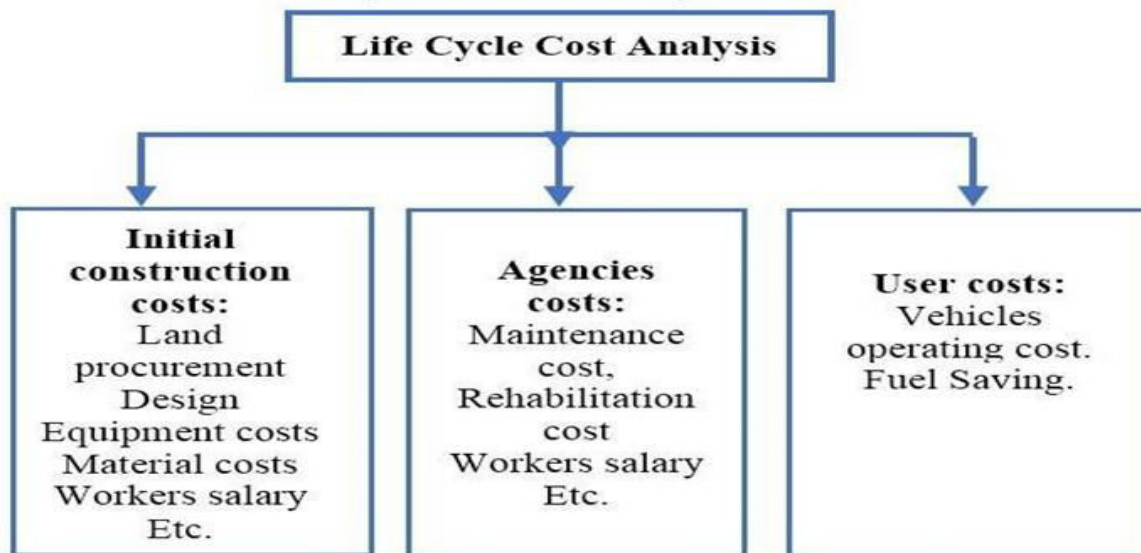 Life Cycle Cost Analysis
Initial
construction
costs:
Land
procurement
Design
Equipment costs
Material costs
Workers salary
Etc.
Agencies
costs:
Maintenance
cost,
Rehabilitation
cost
Workers salary
Etc.
User costs:
Vehicles
operating cost.
Fuel Saving.